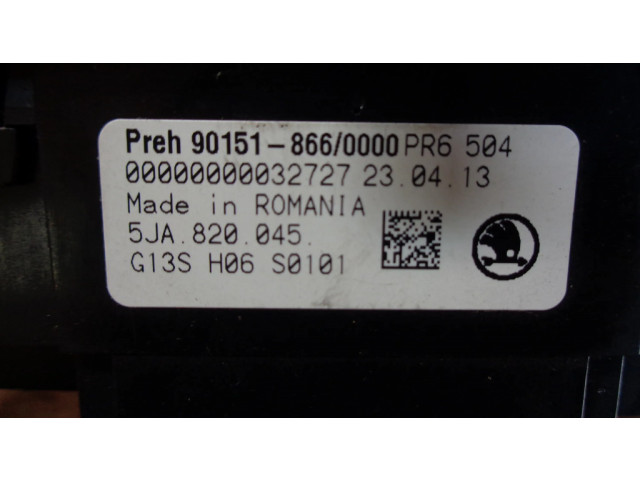 Preh 90151-866/0000 PR6 504
00000000032727 23.04.13
Made in ROMANIA
5JA.820.045.
G13S H06 S0101